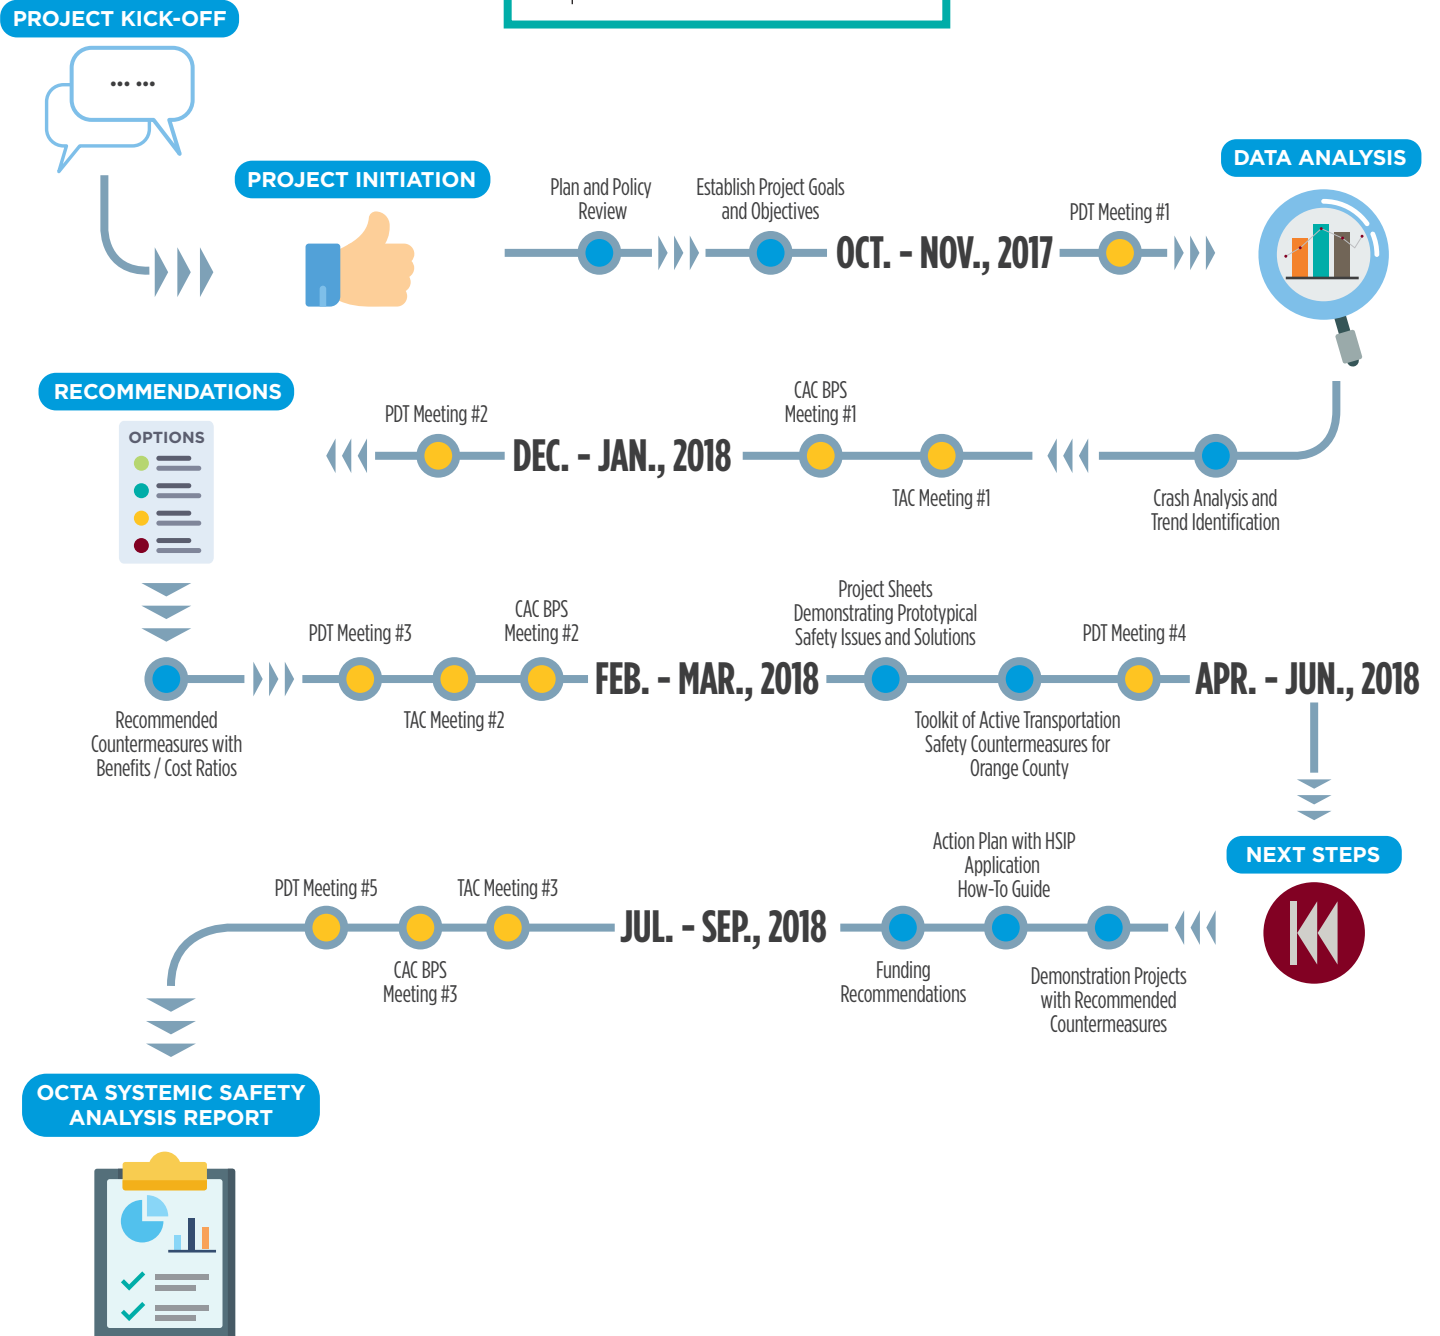 PROJECT KICK-OFF
... ...
PROJECT INITIATION
Plan and Policy
Review
Establish Project Goals
and Objectives
OCT. - NOV., 2017
PDT Meeting #1
DATA ANALYSIS
Crash Analysis and
Trend Identification
TAC Meeting #1
CAC BPS
Meeting #1
DEC. - JAN., 2018
PDT Meeting #2
RECOMMENDATIONS
OPTIONS
Recommended
Countermeasures with
Benefits / Cost Ratios
PDT Meeting #3
TAC Meeting #2
CAC BPS
Meeting #2
FEB. - MAR., 2018
Project Sheets
Demonstrating Prototypical
Safety Issues and Solutions
Toolkit of Active Transportation
Safety Countermeasures for
Orange County
PDT Meeting #4
APR. - JUN., 2018
NEXT STEPS
Demonstration Projects
with Recommended
Countermeasures
Action Plan with HSIP
Application
How-To Guide
Funding
Recommendations
JUL. - SEP., 2018
TAC Meeting #3
CAC BPS
Meeting #3
PDT Meeting #5
OCTA SYSTEMIC SAFETY
ANALYSIS REPORT